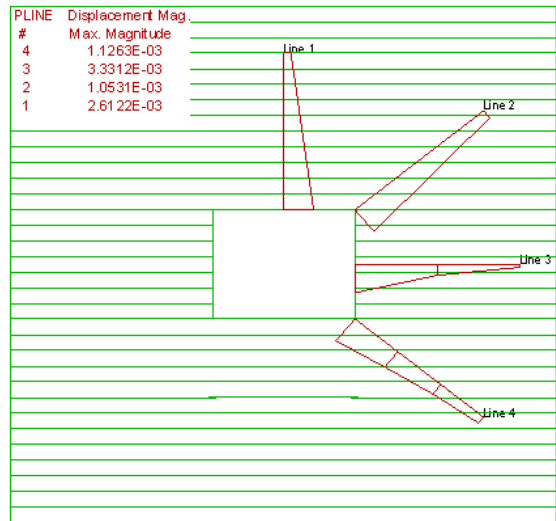 PLINE Displacement Mag.
# Max. Magnitude
4 1.1263E-03
3 3.3312E-03
2 1.0531E-03
1 2.6122E-03
Line 1
Line 2
Line 3
Line 4